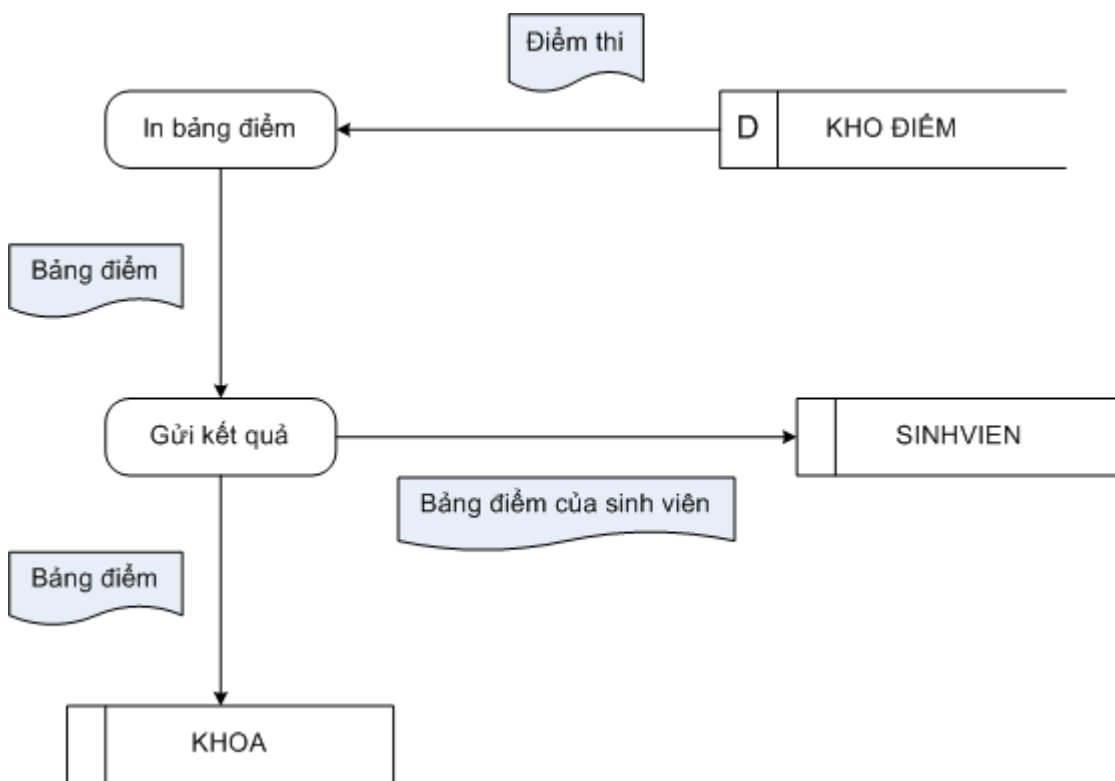 Điểm thi
In bảng điểm
D
KHO ĐIỂM
Bảng điểm
Gửi kết quả
SINHVIEN
Bảng điểm của sinh viên
Bảng điểm
KHOA